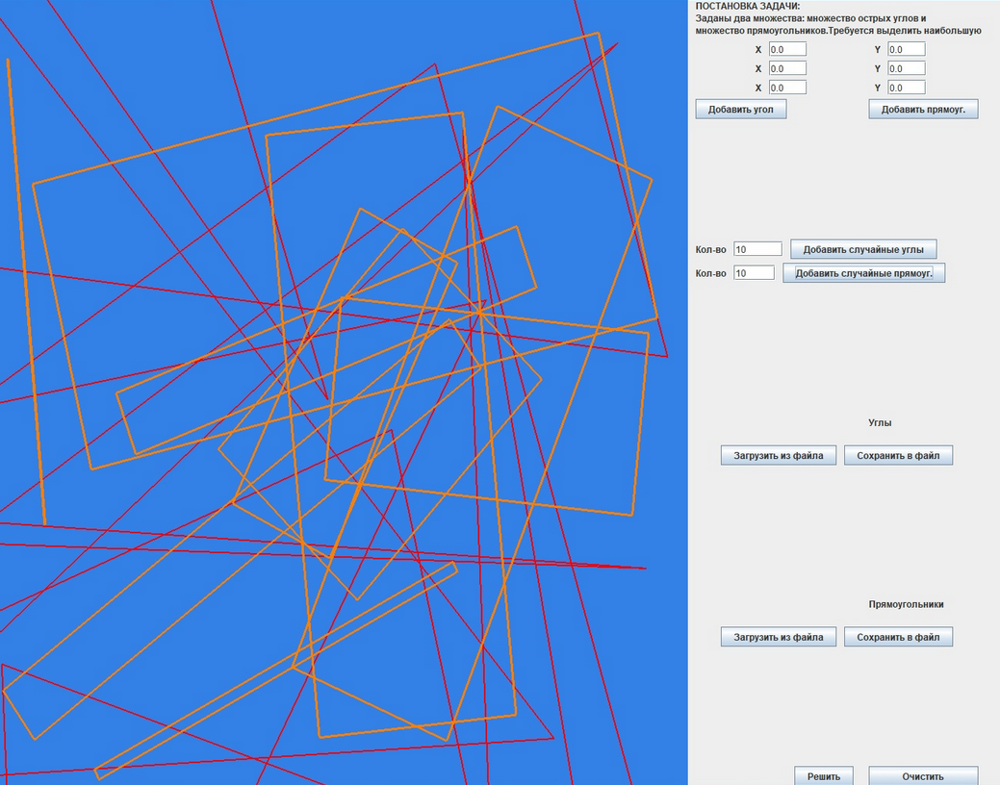 ПОСТАНОВКА ЗАДАЧИ:
Заданы два множества: множество острых углов и
множество прямоугольников.Требуется выделить наибольшую
X 0.0 Y 0.0
X 0.0 Y 0.0
X 0.0 Y 0.0
Добавить угол Добавить прямоуг.
Кол-во 10 Добавить случайные углы
Кол-во 10 Добавить случайные прямоуг.
Углы
Загрузить из файла Сохранить в файл
Прямоугольники
Загрузить из файла Сохранить в файл
Решить Очистить